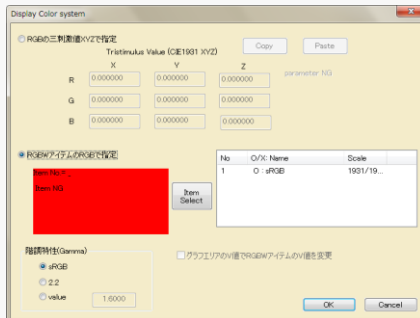 Display Color system
RGBの三刺激値XYZで指定
Tristimulus Value (CIE1931 XYZ)
Copy
Paste
X Y Z
parameter NG
R 0.000000 0.000000 0.000000
G 0.000000 0.000000 0.000000
B 0.000000 0.000000 0.000000
RGBWアイテムのRGBで指定
Item No = 
Item NG
Item
Select
No O/X: Name Scale
1 O : sRGB 1931/19...
階調特性(Gamma)
sRGB
2.2
value 1.6000
グラフエリアのV値でRGBWアイテムのV値を変更
OK
Cancel